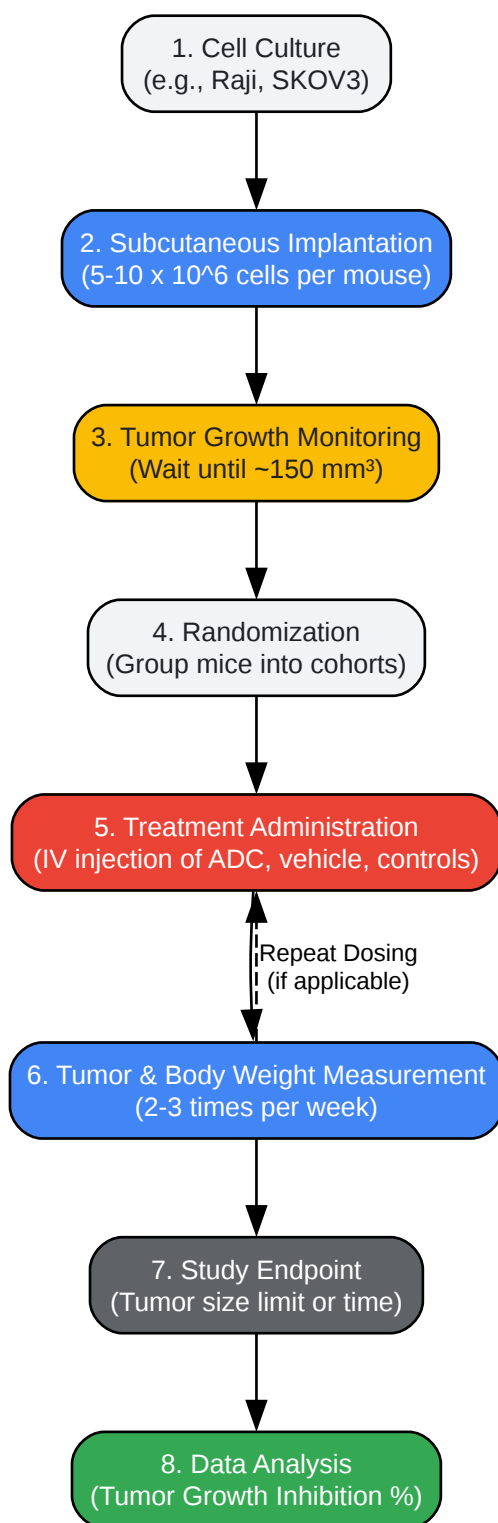 1. Cell Culture
(e.g., Raji, SKOV3)
2. Subcutaneous Implantation
(5-10 x 10^6 cells per mouse)
3. Tumor Growth Monitoring
(Wait until ~150 mm³)
4. Randomization
(Group mice into cohorts)
5. Treatment Administration
(IV injection of ADC, vehicle, controls)
Repeat Dosing
(if applicable)
6. Tumor & Body Weight Measurement
(2-3 times per week)
7. Study Endpoint
(Tumor size limit or time)
8. Data Analysis
(Tumor Growth Inhibition %)